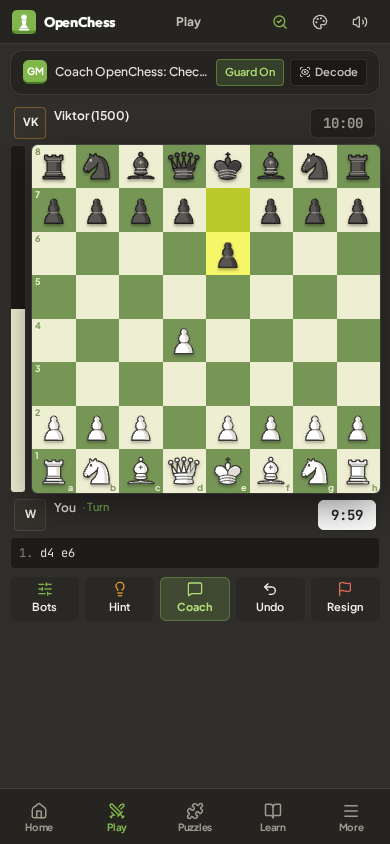 OpenChess
Play
GM
Coach OpenChess: Chec...
Guard On
Decode
VK
Viktor (1500)
10:00
8
7
6
5
4
3
2
1
a
b
c
d
e
f
g
h
W
You · Turn
9:59
1. d4 e6
Bots
Hint
Coach
Undo
Resign
Home
Play
Puzzles
Learn
More